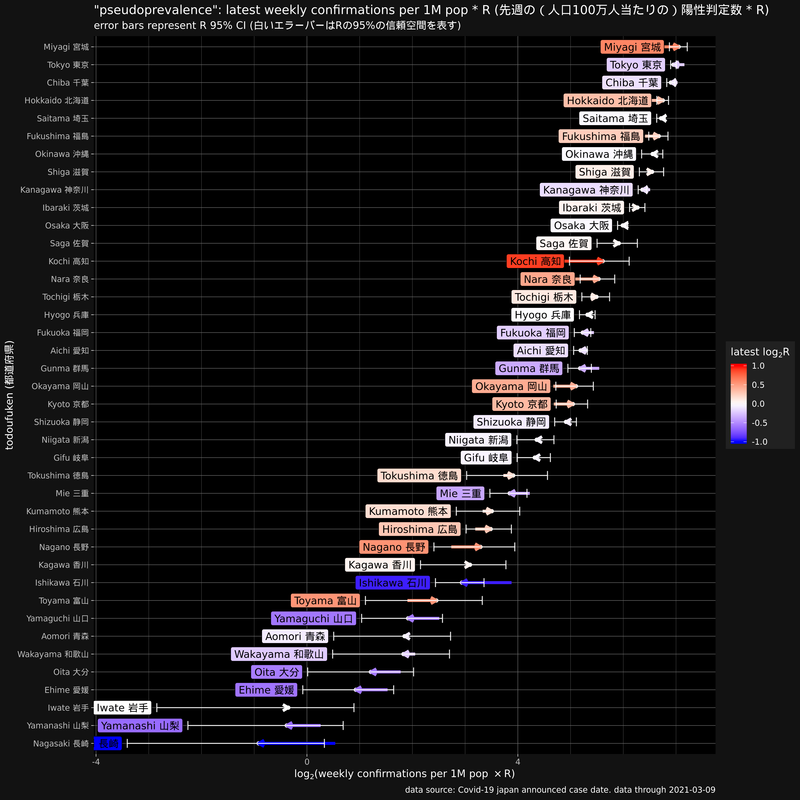 "pseudoprevalence": latest weekly confirmations per 1M pop * R (先週の ( 人口100万人当たりの ) 陽性判定数 * R)
error bars represent R 95% CI (白いエラーバーはRの95%の信頼空間を表す)
Miyagi 宮城 Miyagi 宮城
Tokyo 東京 Tokyo 東京
Chiba 千葉 Chiba 千葉
Hokkaido 北海道 Hokkaido 北海道
Saitama 埼玉 Saitama 埼玉
Fukushima 福島 Fukushima 福島
Okinawa 沖縄 Okinawa 沖縄
Shiga 滋賀 Shiga 滋賀
Kanagawa 神奈川 Kanagawa 神奈川
Ibaraki 茨城 Ibaraki 茨城
Osaka 大阪 Osaka 大阪
Saga 佐賀 Saga 佐賀
Kochi 高知 Kochi 高知
Nara 奈良 Nara 奈良
Tochigi 栃木 Tochigi 栃木
Hyogo 兵庫 Hyogo 兵庫
Fukuoka 福岡 Fukuoka 福岡
Aichi 愛知 Aichi 愛知
Gunma 群馬 Gunma 群馬
Okayama 岡山 Okayama 岡山
Kyoto 京都 Kyoto 京都
Shizuoka 静岡 Shizuoka 静岡
Niigata 新潟 Niigata 新潟
Gifu 岐阜 Gifu 岐阜
Tokushima 徳島 Tokushima 徳島
Mie 三重 Mie 三重
Kumamoto 熊本 Kumamoto 熊本
Hiroshima 広島 Hiroshima 広島
Nagano 長野 Nagano 長野
Kagawa 香川 Kagawa 香川
Ishikawa 石川 Ishikawa 石川
Toyama 富山 Toyama 富山
Yamaguchi 山口 Yamaguchi 山口
Aomori 青森 Aomori 青森
Wakayama 和歌山 Wakayama 和歌山
Oita 大分 Oita 大分
Ehime 愛媛 Ehime 愛媛
Iwate 岩手 Iwate 岩手
Yamanashi 山梨 Yamanashi 山梨
Nagasaki 長崎 長崎
-4 0 4
log2(weekly confirmations per 1M pop × R)
todoufuken (都道府県)
latest log2R
1.0
0.5
0.0
-0.5
-1.0
data source: Covid-19 japan announced case date. data through 2021-03-09